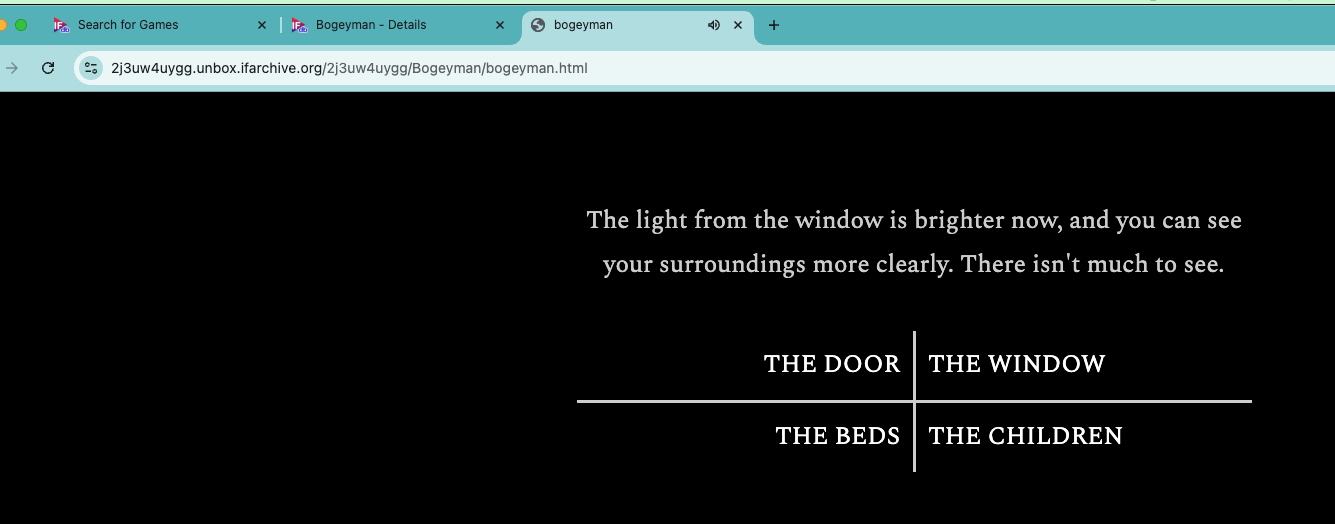 Search for Games
Bogeyman - Details
bogeyman
2j3uw4uygg.unbox.ifarchive.org/2j3uw4uygg/Bogeyman/bogeyman.html
The light from the window is brighter now, and you can see
your surroundings more clearly. There isn't much to see.
THE DOOR
THE WINDOW
THE BEDS
THE CHILDREN